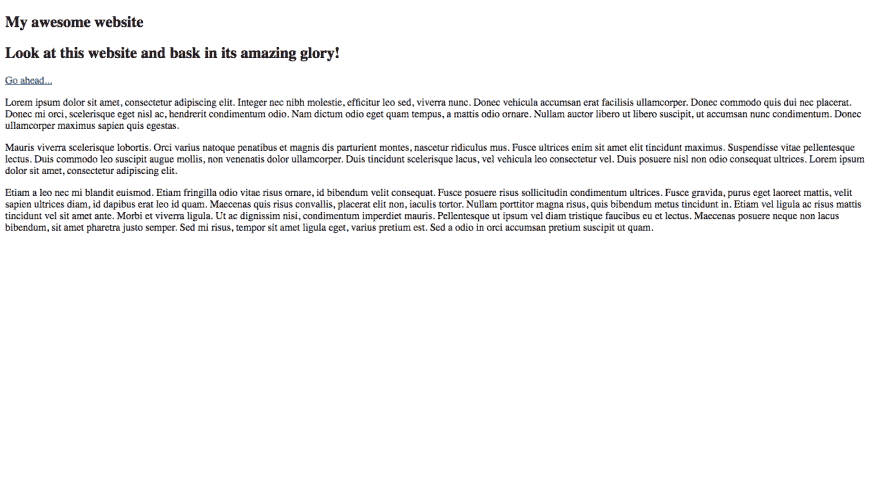 My awesome website
Look at this website and bask in its amazing glory!
Go ahead...
Lorem ipsum dolor sit amet, consectetur adipiscing elit. Integer nec nibh molestie, efficitur leo sed, viverra nunc. Donec vehicula accumsan erat facilisis ullamcorper. Donec commodo quis dui nec placerat.
Donec mi orci, scelerisque eget nisl ac, hendrerit condimentum odio. Nam dictum odio eget quam tempus, a mattis odio ornare. Nullam auctor libero ut libero suscipit, ut accumsan nunc condimentum. Donec
ullamcorper maximus sapien quis egestas.
Mauris viverra scelerisque lobortis. Orci varius natoque penatibus et magnis dis parturient montes, nascetur ridiculus mus. Fusce ultrices enim sit amet elit tincidunt maximus. Suspendisse vitae pellentesque
lectus. Duis commodo leo suscipit augue mollis, non venenatis dolor ullamcorper. Duis tincidunt scelerisque lacus, vel vehicula leo consectetur vel. Duis posuere nisl non odio consequat ultrices. Lorem ipsum
dolor sit amet, consectetur adipiscing elit.
Etiam a leo nec mi blandit euismod. Etiam fringilla odio vitae risus ornare, id bibendum velit consequat. Fusce posuere risus sollicitudin condimentum ultrices. Fusce gravida, purus eget laoreet mattis, velit
sapien ultrices diam, id dapibus erat leo id quam. Maecenas quis risus convallis, placerat elit non, iaculis tortor. Nullam porttitor magna risus, quis bibendum metus tincidunt in. Etiam vel ligula ac risus mattis
tincidunt vel sit amet ante. Morbi et viverra ligula. Ut ac dignissim nisi, condimentum imperdiet mauris. Pellentesque ut ipsum vel diam tristique faucibus eu et lectus. Maecenas posuere neque non lacus
bibendum, sit amet pharetra justo semper. Sed mi risus, tempor sit amet ligula eget, varius pretium est. Sed a odio in orci accumsan pretium suscipit ut quam.